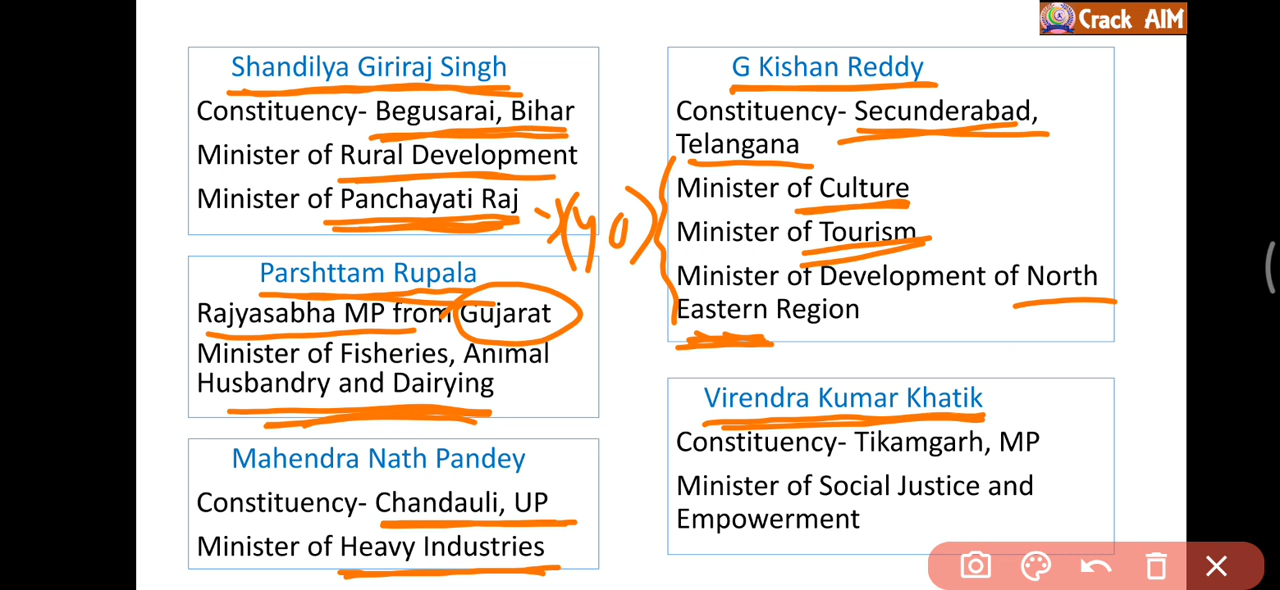 Crack AIM
Shandilya Giriraj Singh
Constituency- Begusarai, Bihar
Minister of Rural Development
Minister of Panchayati Raj
Parshttam Rupala
Rajyasabha MP from Gujarat
Minister of Fisheries, Animal
Husbandry and Dairying
Mahendra Nath Pandey
Constituency- Chandauli, UP
Minister of Heavy Industries
G Kishan Reddy
Constituency- Secunderabad,
Telangana
Minister of Culture
Minister of Tourism
Minister of Development of North
Eastern Region
Virendra Kumar Khatik
Constituency- Tikamgarh, MP
Minister of Social Justice and
Empowerment